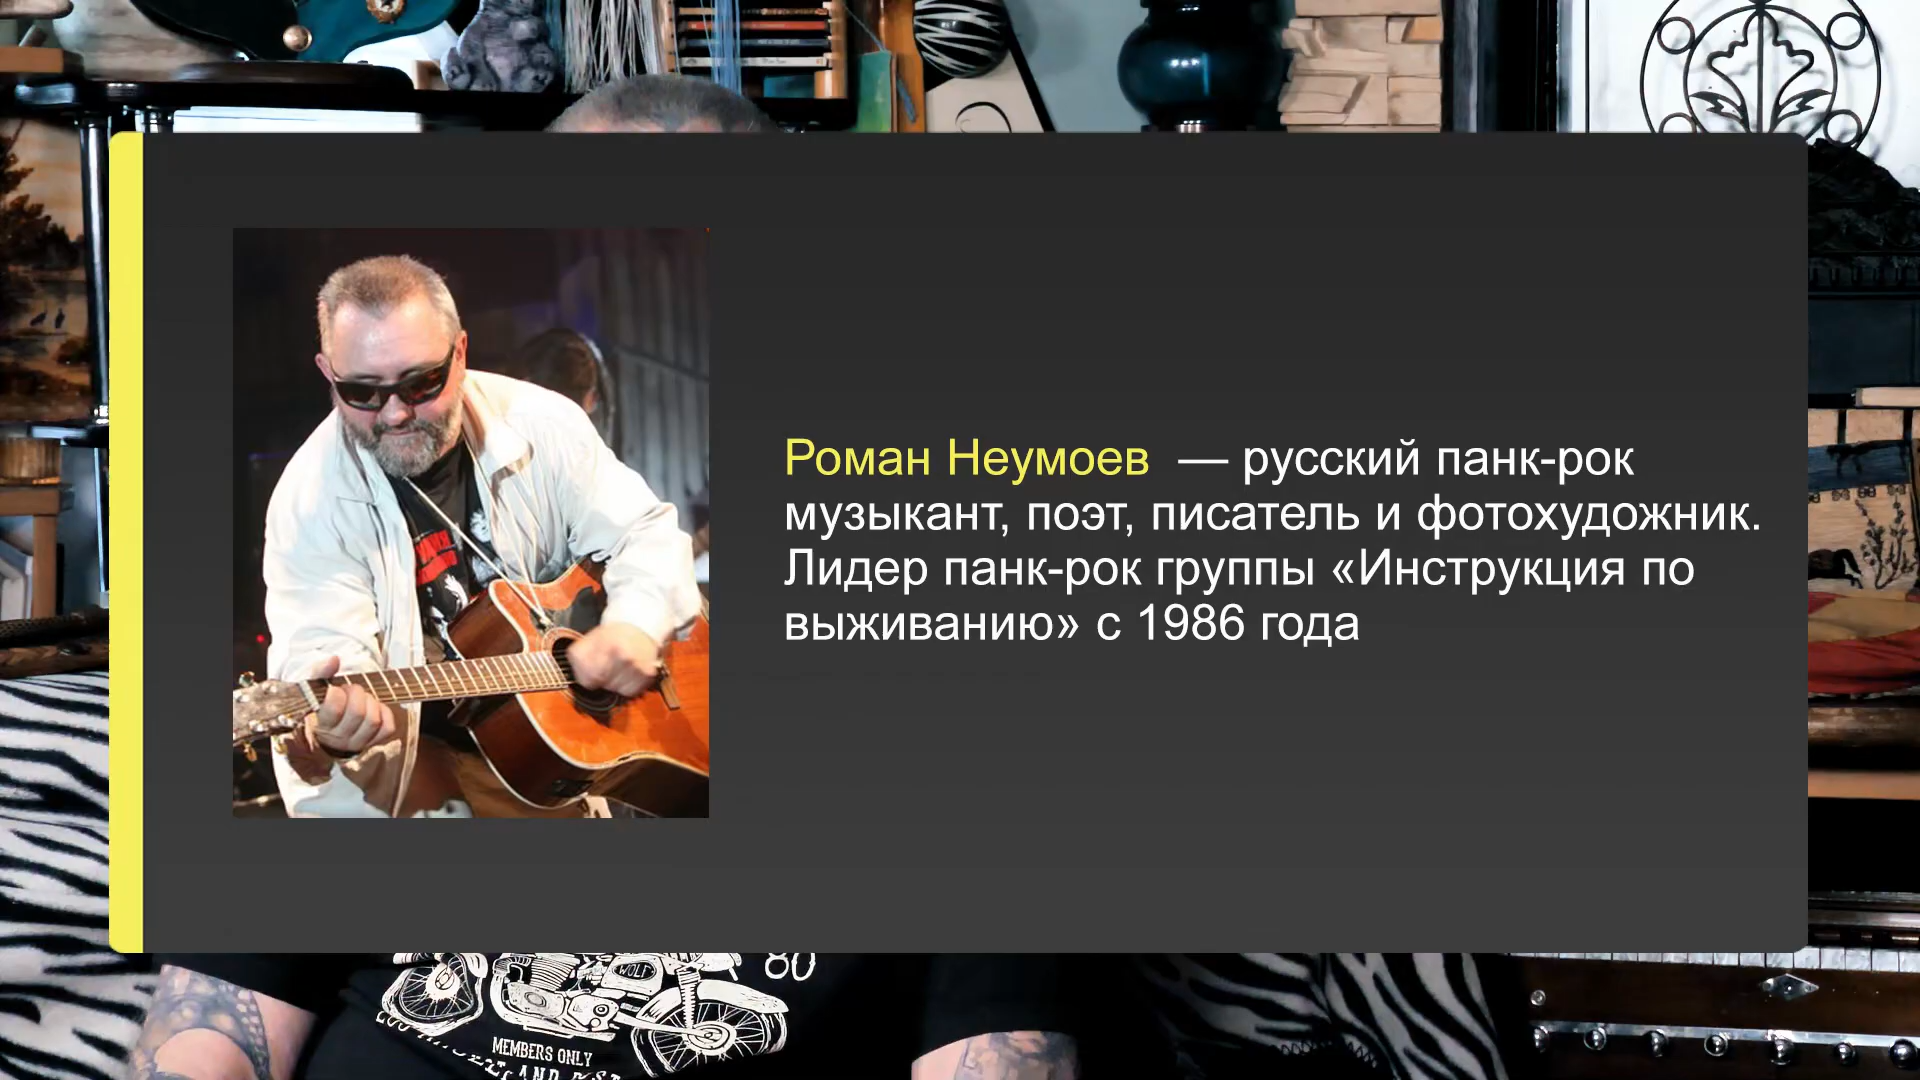 Роман Неумоев — русский панк-рок
музыкант, поэт, писатель и фотохудожник.
Лидер панк-рок группы «Инструкция по
выживанию» с 1986 года
80
WOLF
MEMBERS ONLY